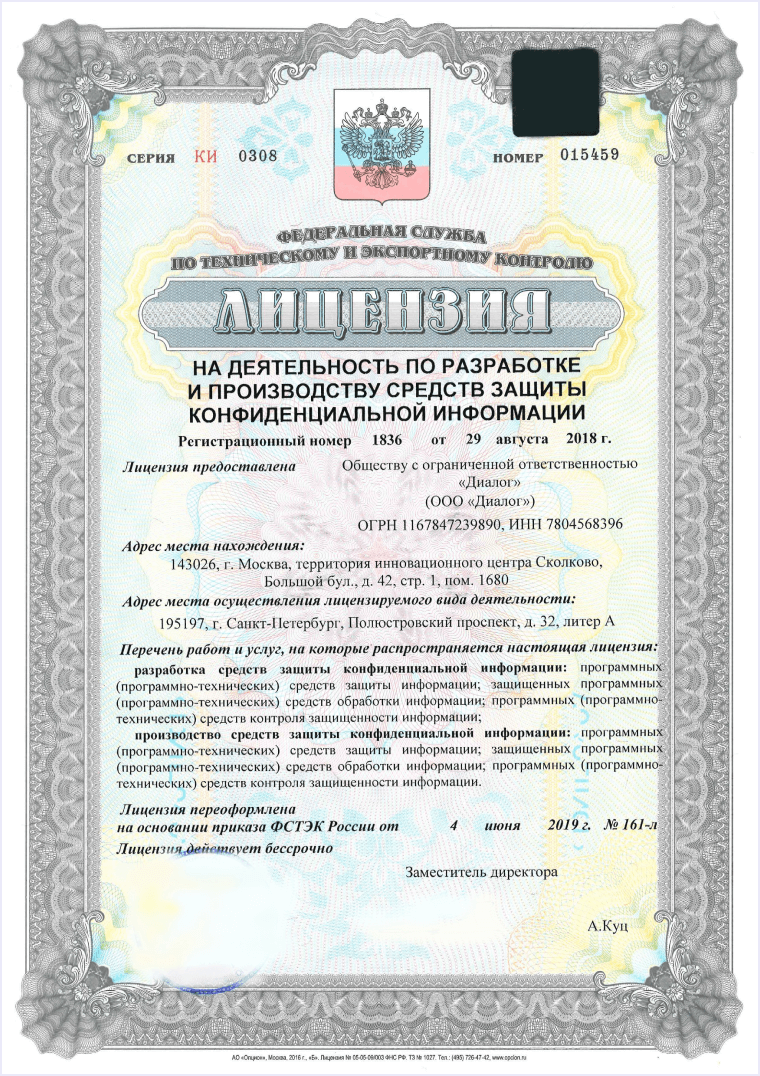 СЕРИЯ КИ 0308 НОМЕР 015459
ФЕДЕРАЛЬНАЯ СЛУЖБА
ПО ТЕХНИЧЕСКОМУ И ЭКСПОРТНОМУ КОНТРОЛЮ
ЛИЦЕНЗИЯ
НА ДЕЯТЕЛЬНОСТЬ ПО РАЗРАБОТКЕ
И ПРОИЗВОДСТВУ СРЕДСТВ ЗАЩИТЫ
КОНФИДЕНЦИАЛЬНОЙ ИНФОРМАЦИИ
Регистрационный номер 1836 от 29 августа 2018 г.
Лицензия предоставлена Обществу с ограниченной ответственностью
«Диалог»
(ООО «Диалог»)
ОГРН 1167847239890, ИНН 7804568396
Адрес места нахождения:
143026, г. Москва, территория инновационного центра Сколково,
Большой бул., д. 42, стр. 1, пом. 1680
Адрес места осуществления лицензируемого вида деятельности:
195197, г. Санкт-Петербург, Полюстровский проспект, д. 32, литер А
Перечень работ и услуг, на которые распространяется настоящая лицензия:
разработка средств защиты конфиденциальной информации: программных
(программно-технических) средств защиты информации; защищенных программных
(программно-технических) средств обработки информации; программных (программно-
технических) средств контроля защищенности информации;
производство средств защиты конфиденциальной информации: программных
(программно-технических) средств защиты информации; защищенных программных
(программно-технических) средств обработки информации; программных (программно-
технических) средств контроля защищенности информации.
Лицензия переоформлена
на основании приказа ФСТЭК России от 4 июня 2019 г. № 161-л
Лицензия действует бессрочно
Заместитель директора
А.Куц
АО «Опцион», Москва, 2016 г., «Б». Лицензия № 05-05-09/003 ФНС РФ. ТЗ № 1027. Тел.: (495) 726-47-42, www.opcion.ru